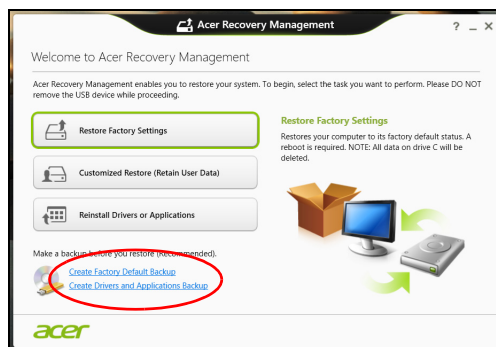 Acer Recovery Management
? _ X
Welcome to Acer Recovery Management
Acer Recovery Management enables you to restore your system. To begin, select the task you want to perform. Please DO NOT
remove the USB device while proceeding.
Restore Factory Settings
Customized Restore (Retain User Data)
Reinstall Drivers or Applications
Restore Factory Settings
Restores your computer to its factory default status. A
reboot is required. NOTE: All data on drive C will be
deleted.
Make a backup before you restore (Recommended).
Create Factory Default Backup
Create Drivers and Applications Backup
acer